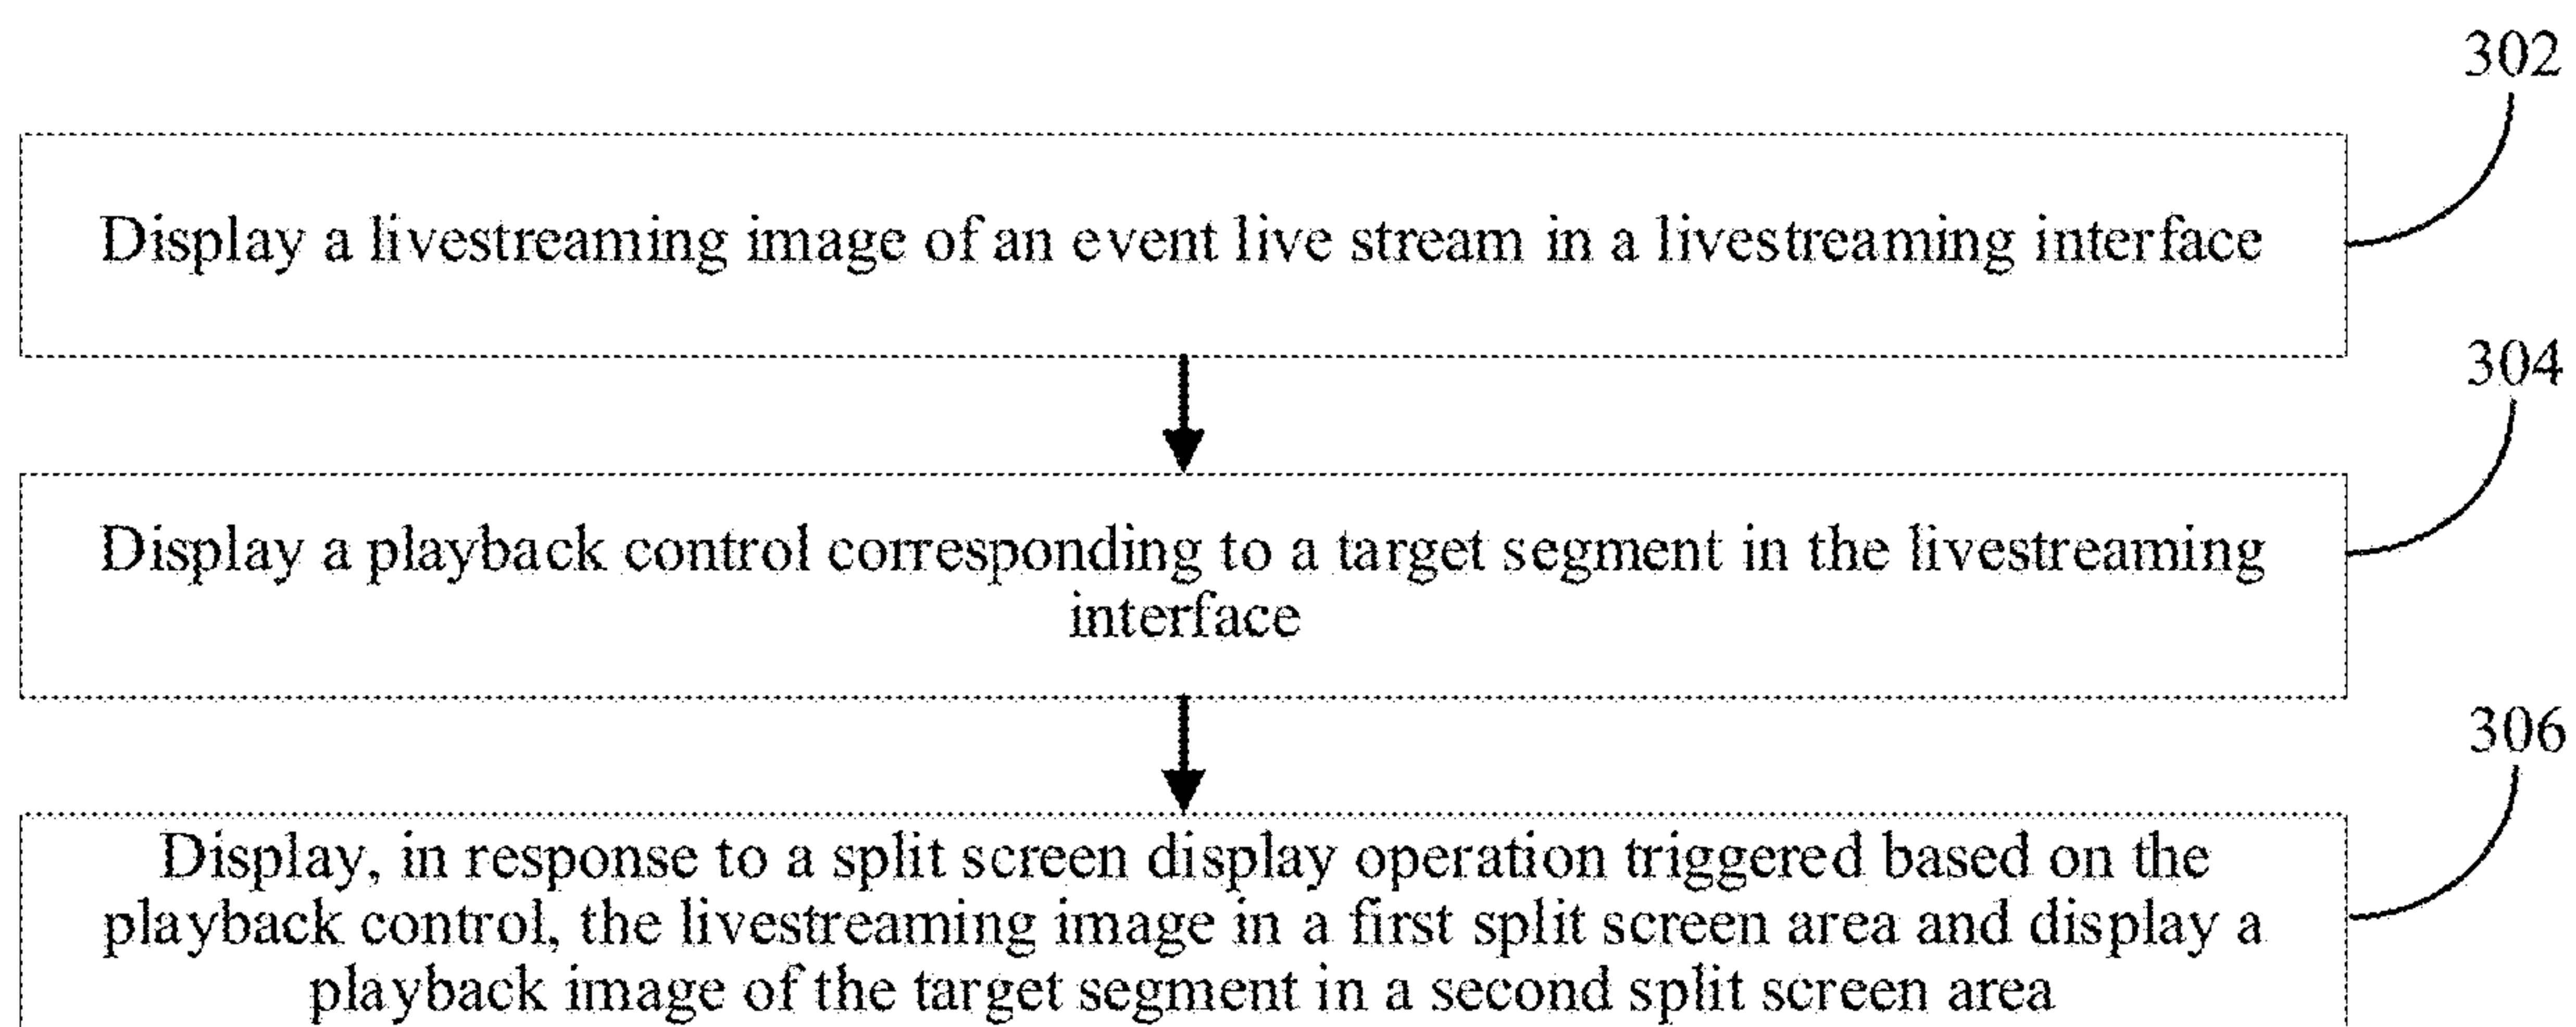 302
Display a livestreaming image of an event live stream in a livestreaming interface
304
Display a playback control corresponding to a target segment in the livestreaming
interface
306
Display, in response to a split screen display operation triggered based on the
playback control, the livestreaming image in a first split screen area and display a
playback image of the target segment in a second split screen area